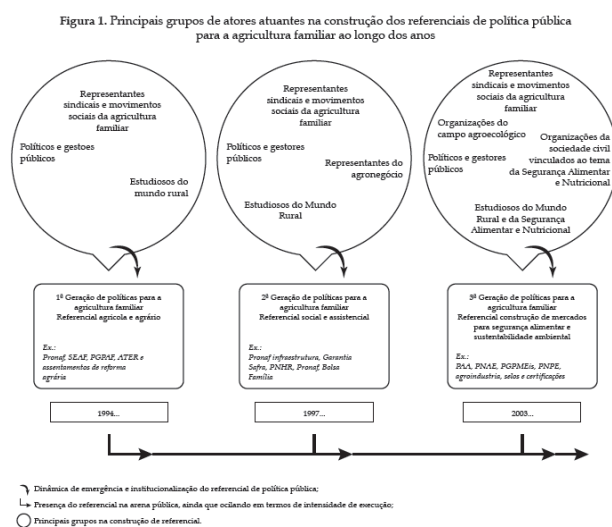 Figura 1. Principais grupos de atores atuantes na construção dos referenciais de política pública
para a agricultura familiar ao longo dos anos
Representantes
sindicais e movimentos
sociais da agricultura
familiar
Políticos e gestoes
públicos
Estudiosos do
mundo rural
Representantes
sindicais e movimentos
sociais da agricultura
familiar
Políticos e gestores
públicos
Representantes do
agronegócio
Estudiosos do Mundo
Rural
Representantes
sindicais e movimentos
sociais da agricultura
familiar
Organizações do
campo agroecológico
Organizações da
sociedade civil
vinculados ao tema
da Segurança Alimentar
e Nutricional
Políticos e gestores
públicos
Estudiosos do Mundo
Rural e da Segurança
Alimentar e Nutricional
1ª Geração de políticas para a
agricultura familiar
Referencial agrícola e agrário
Ex.:
Pronaf, SEAF, PGPAF, ATER e
assentamentos de reforma
agrária
2ª Geração de políticas para a
agricultura familiar
Referencial social e assistencial
Ex.:
Pronaf infraestrutura, Garantia
Safra, PNHR, Pronaf, Bolsa
Família
3ª Geração de políticas para a
agricultura familiar
Referencial construção de mercados
para segurança alimentar e
sustentabilidade ambiental
Ex.:
PAA, PNAE, PGPMEis, PNPE,
agroindustria, selos e certificações
1994...
1997...
2003...
Dinâmica de emergência e institucionalização do referencial de política pública;
Presença do referencial na arena pública, ainda que ocilando em termos de intensidade de execução;
Principais grupos na construção de referencial.